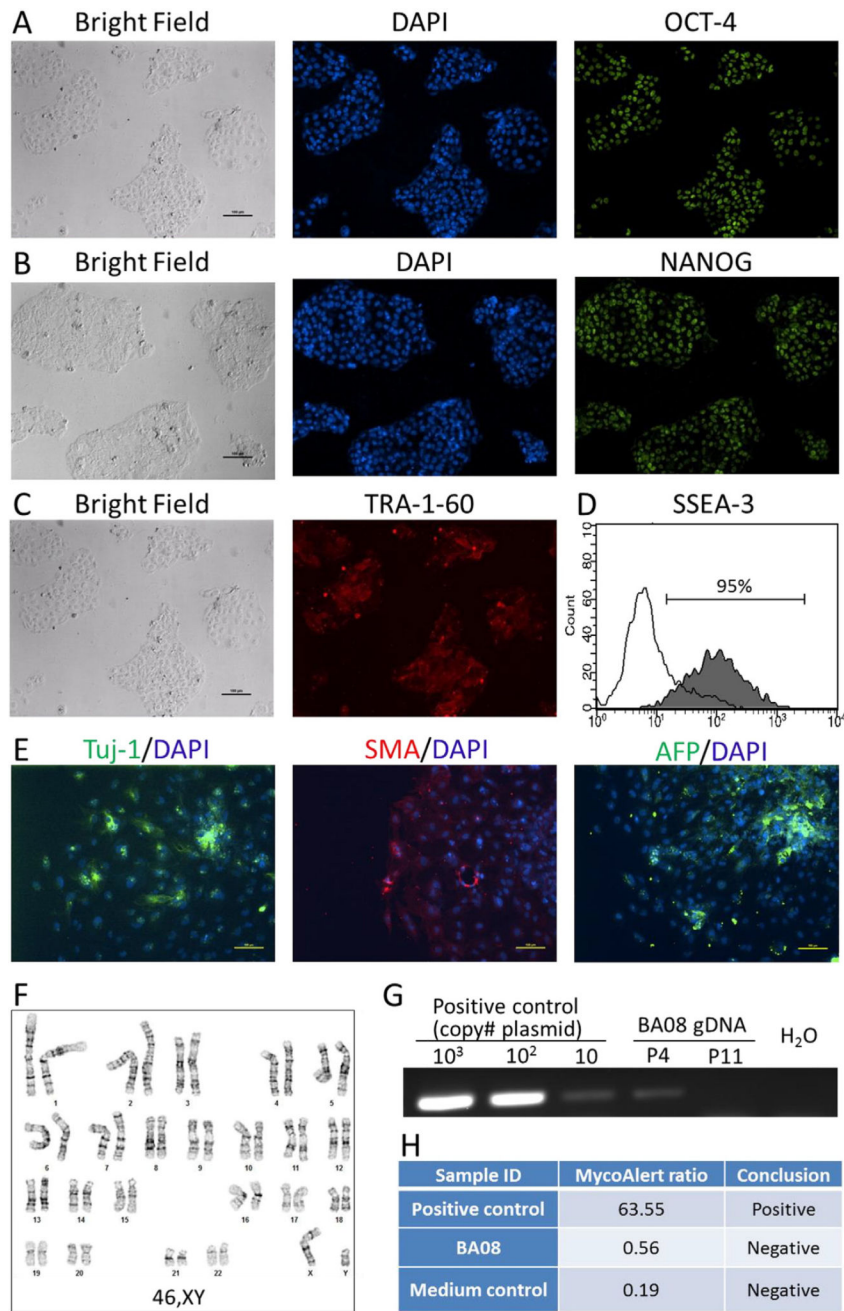 A Bright Field DAPI OCT-4
B Bright Field DAPI NANOG
C Bright Field TRA-1-60 D SSEA-3
Count
0 20 40 60 80 10
95%
10⁰ 10¹ 10² 10³ 10⁴
E Tuj-1/DAPI SMA/DAPI AFP/DAPI
F
1 2 3 4 5
6 7 8 9 10 11 12
13 14 15 16 17 18
19 20 21 22 X Y
46,XY
G
Positive control BA08 gDNA H₂O
(copy# plasmid)
10³ 10² 10 P4 P11
H
Sample ID MycoAlert ratio Conclusion
Positive control 63.55 Positive
BA08 0.56 Negative
Medium control 0.19 Negative